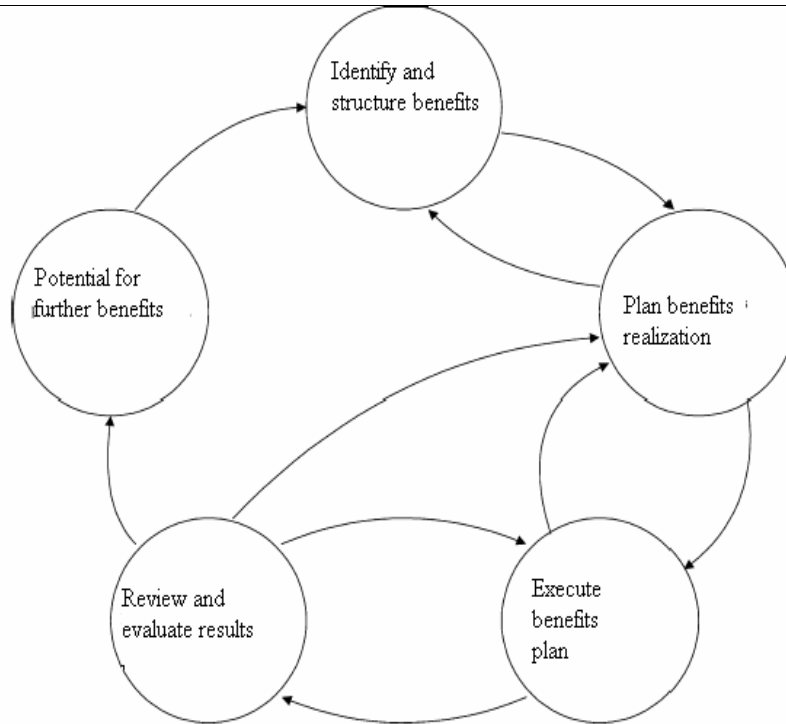 Identify and
structure benefits
Potential for
further benefits
Plan benefits
realization
Review and
evaluate results
Execute
benefits
plan